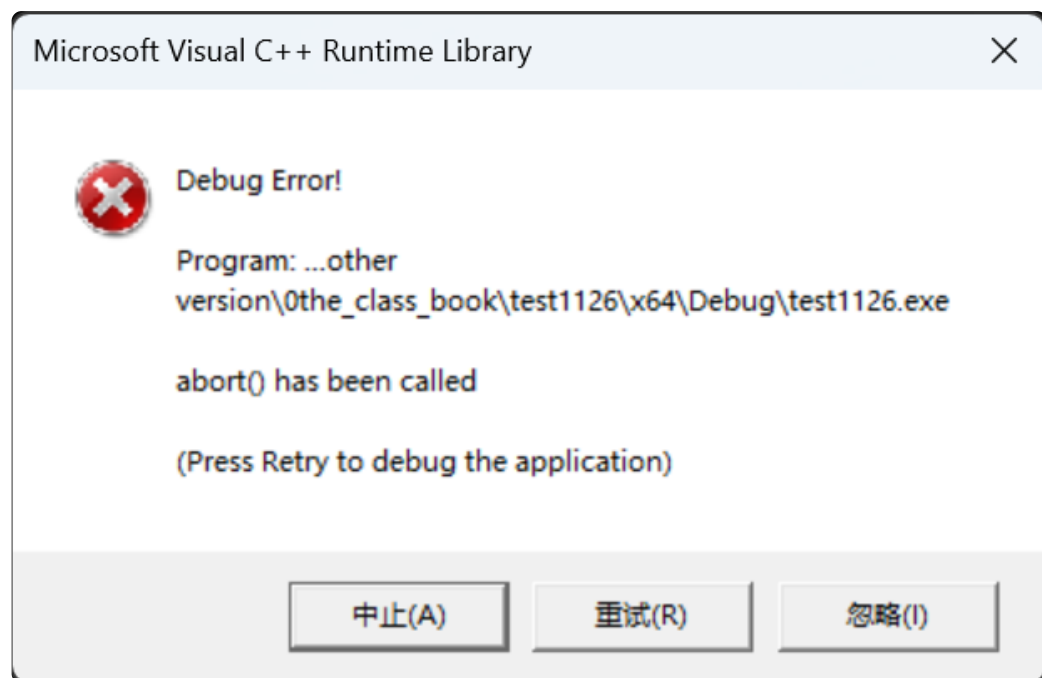 Microsoft Visual C++ Runtime Library
Debug Error!
Program: ...other
version\0the_class_book\test1126\x64\Debug\test1126.exe
abort() has been called
(Press Retry to debug the application)
中止(A)
重试(R)
忽略(I)